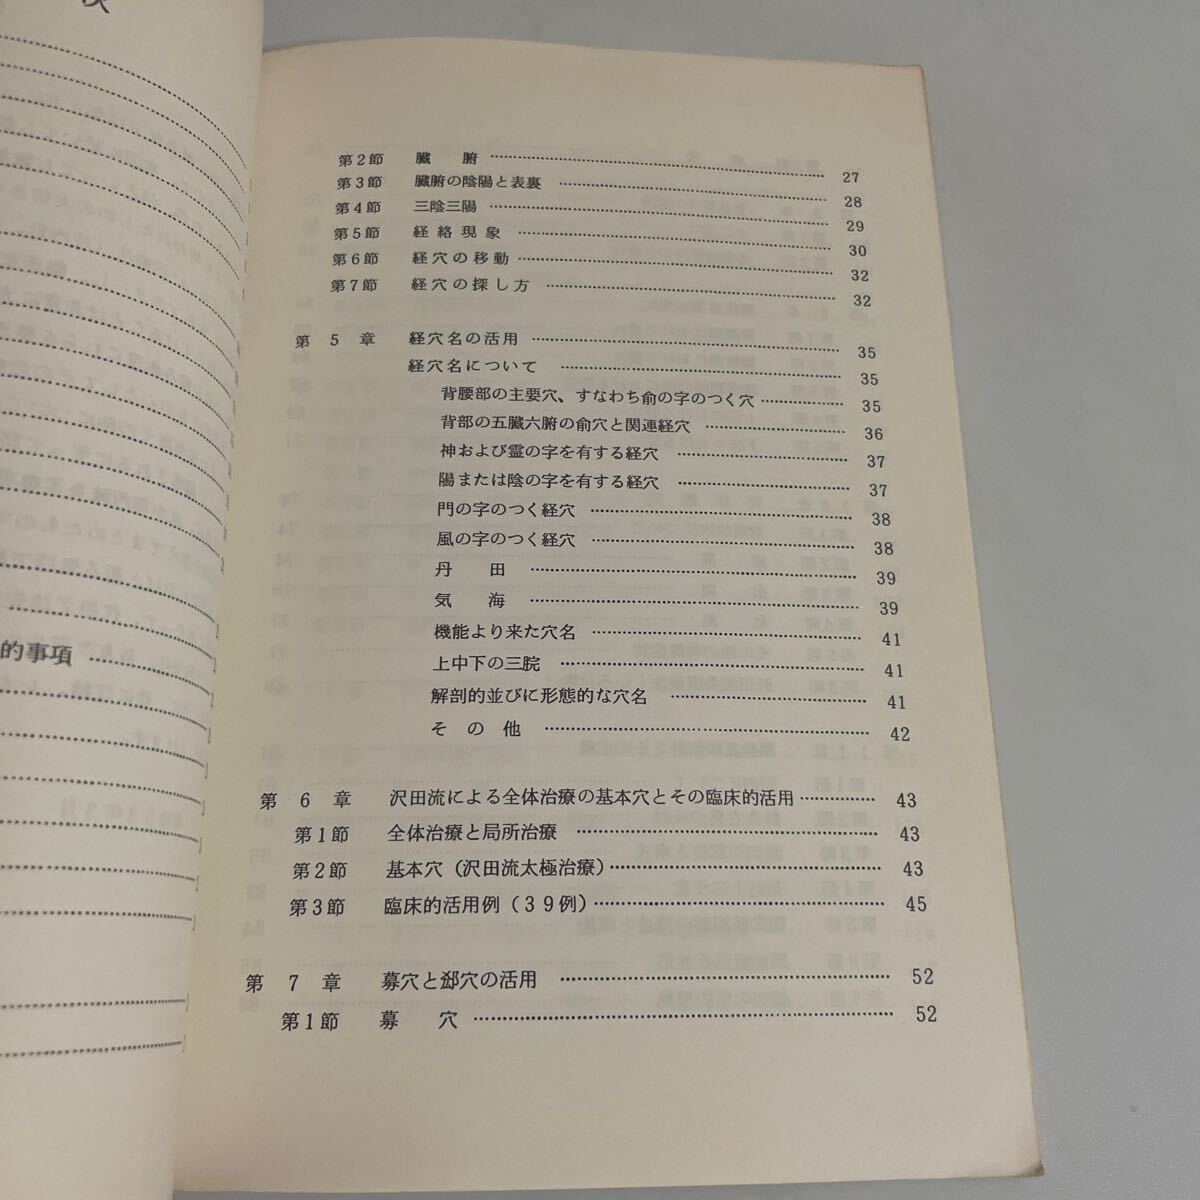 次
的事項
第2節 臓 腑 27
第3節 臓腑の陰陽と表裏 28
第4節 三陰三陽 29
第5節 経絡現象 30
第6節 経穴の移動 32
第7節 経穴の探し方 32
第 5 章 経穴名の活用 35
経穴名について 35
背腰部の主要穴、すなわち兪の字のつく穴 35
背部の五臓六腑の兪穴と関連経穴 36
神および霊の字を有する経穴 37
陽または陰の字を有する経穴 37
門の字のつく経穴 38
風の字のつく経穴 38
丹 田 39
気 海 39
機能より来た穴名 41
上中下の三脘 41
解剖的並びに形態的な穴名 41
その他 42
第 6 章 沢田流による全体治療の基本穴とその臨床的活用 43
第1節 全体治療と局所治療 43
第2節 基本穴（沢田流太極治療） 43
第3節 臨床的活用例（39例） 45
第 7 章 募穴と郄穴の活用 52
第1節 募 穴 52